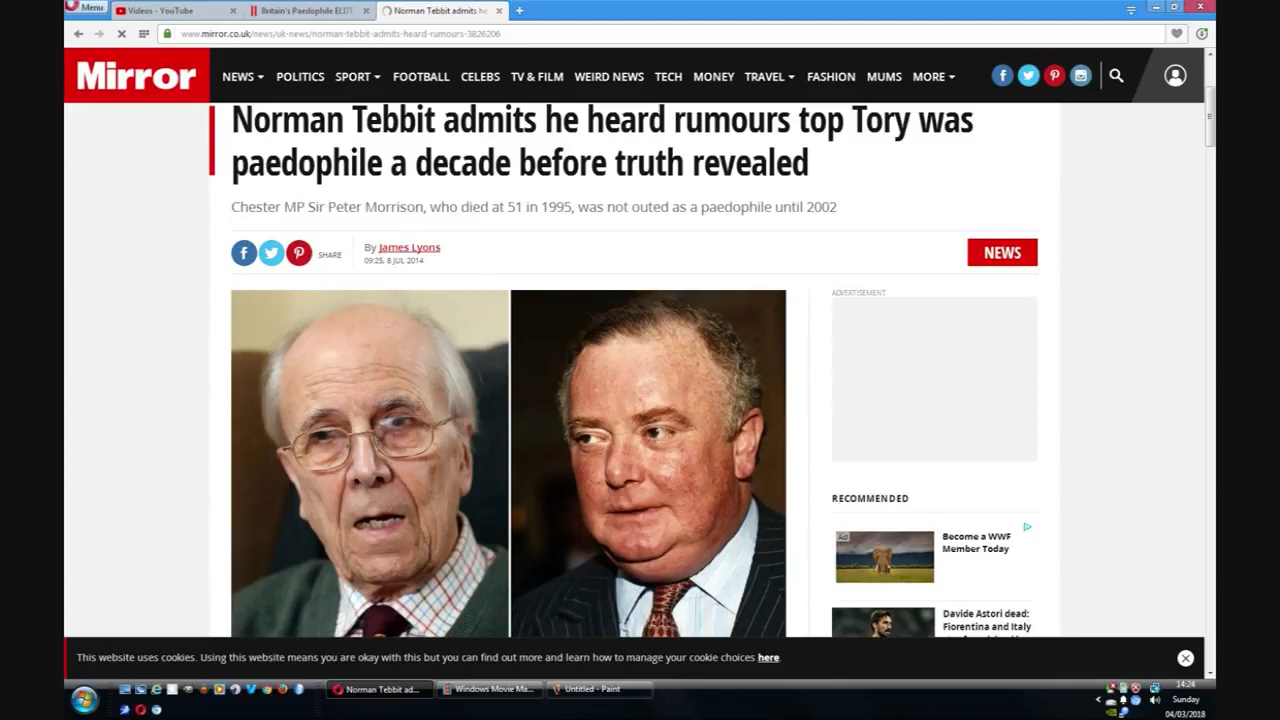 Menu
Videos - YouTube
Britain's Paedophile ELIT
Norman Tebbit admits he
www.mirror.co.uk/news/uk-news/norman-tebbit-admits-heard-rumours-3826206
Mirror
NEWS POLITICS SPORT FOOTBALL CELEBS TV & FILM WEIRD NEWS TECH MONEY TRAVEL FASHION MUMS MORE
Norman Tebbit admits he heard rumours top Tory was
paedophile a decade before truth revealed
Chester MP Sir Peter Morrison, who died at 51 in 1995, was not outed as a paedophile until 2002
SHARE
By James Lyons
09:25, 8 JUL 2014
NEWS
ADVERTISEMENT
RECOMMENDED
Ad
Become a WWF
Member Today
Davide Astori dead:
Fiorentina and Italy
This website uses cookies. Using this website means you are okay with this but you can find out more and learn how to manage your cookie choices here.
Norman Tebbit ad...
Windows Movie Ma...
Untitled - Paint
14:24
Sunday
04/03/2018